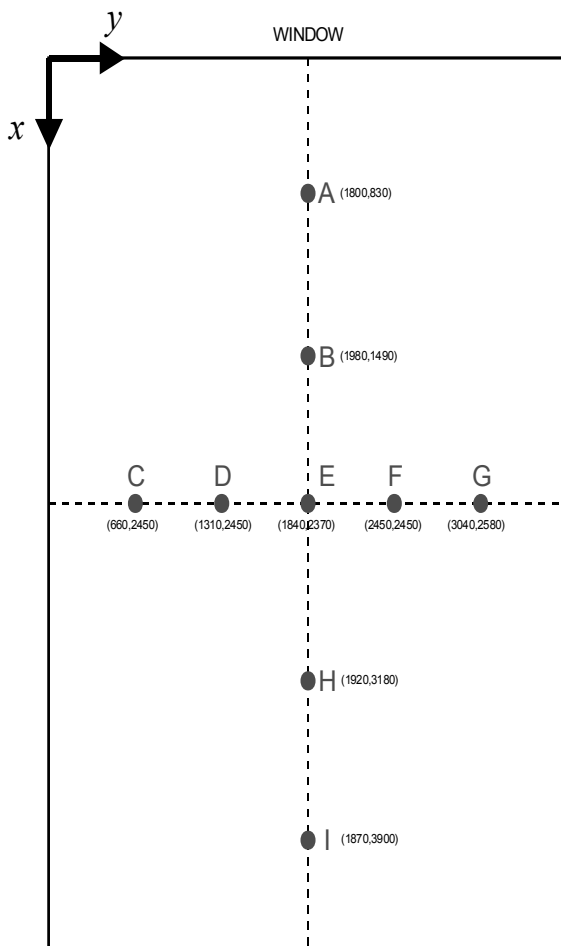 y
WINDOW
x
A (1800,830)
B (1980,1490)
C D E F G
(660,2450) (1310,2450) (1840,2370) (2450,2450) (3040,2580)
H (1920,3180)
I (1870,3900)